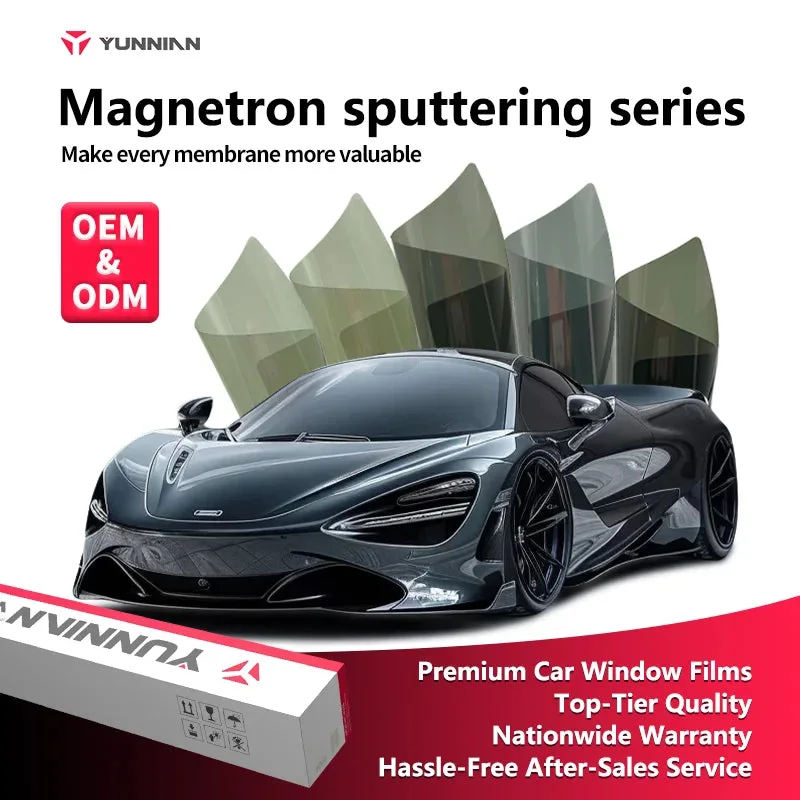 YUNNIAN
Magnetron sputtering series
Make every membrane more valuable
OEM
&
ODM
YUNNIAN
Premium Car Window Films
Top-Tier Quality
Nationwide Warranty
Hassle-Free After-Sales Service